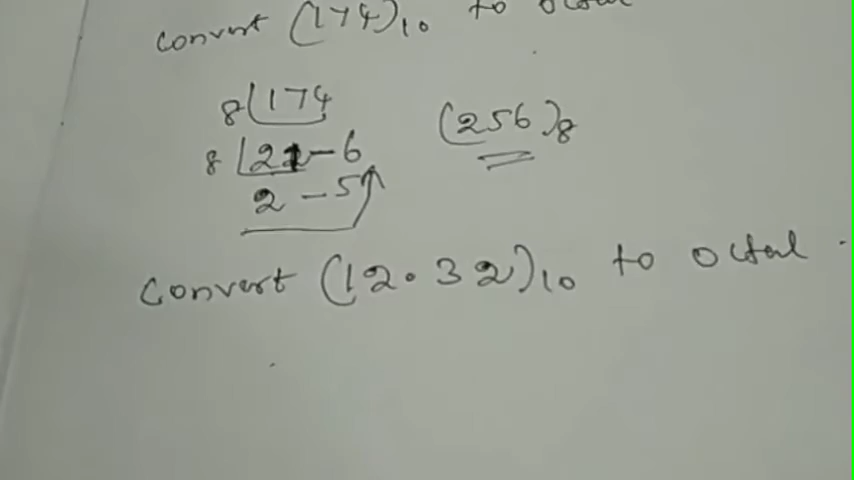 convert (174)10 to octal
8 174
8 21 - 6 (256)8
2 - 5
convert (12.32)10 to octal.